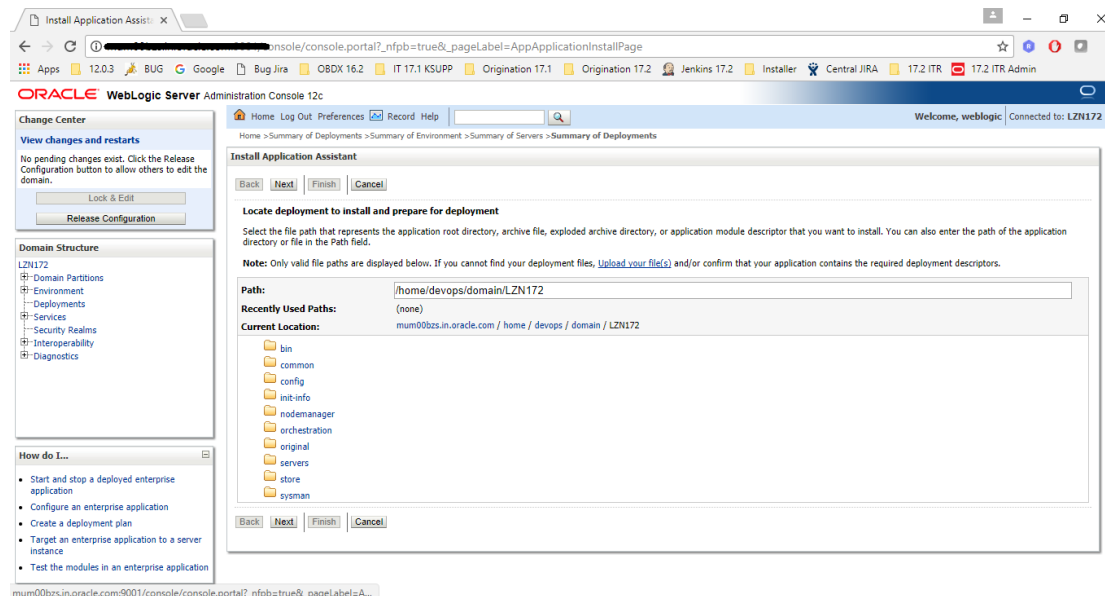 Install Application Assista
console/console.portal?_nfpb=true&_pageLabel=AppApplicationInstallPage
Apps 12.0.3 BUG Google Bug Jira OBDX 16.2 IT 17.1 KSUPP Origination 17.1 Origination 17.2 Jenkins 17.2 Installer Central JIRA 17.2 ITR 17.2 ITR Admin
ORACLE WebLogic Server Administration Console 12c
Change Center
View changes and restarts
No pending changes exist. Click the Release
Configuration button to allow others to edit the
domain.
Lock & Edit
Release Configuration
Domain Structure
LZN172
Domain Partitions
Environment
Deployments
Services
Security Realms
Interoperability
Diagnostics
How do I...
Start and stop a deployed enterprise
application
Configure an enterprise application
Create a deployment plan
Target an enterprise application to a server
instance
Test the modules in an enterprise application
Home Log Out Preferences Record Help
Welcome, weblogic Connected to: LZN172
Home >Summary of Deployments >Summary of Environment >Summary of Servers >Summary of Deployments
Install Application Assistant
Back Next Finish Cancel
Locate deployment to install and prepare for deployment
Select the file path that represents the application root directory, archive file, exploded archive directory, or application module descriptor that you want to install. You can also enter the path of the application
directory or file in the Path field.
Note: Only valid file paths are displayed below. If you cannot find your deployment files, Upload your file(s) and/or confirm that your application contains the required deployment descriptors.
Path: /home/devops/domain/LZN172
Recently Used Paths: (none)
Current Location: mum00bzs.in.oracle.com / home / devops / domain / LZN172
bin
common
config
init-info
nodemanager
orchestration
original
servers
store
sysman
Back Next Finish Cancel
mum00bzs.in.oracle.com:9001/console/console.portal?_nfpb=true&_pageLabel=A...